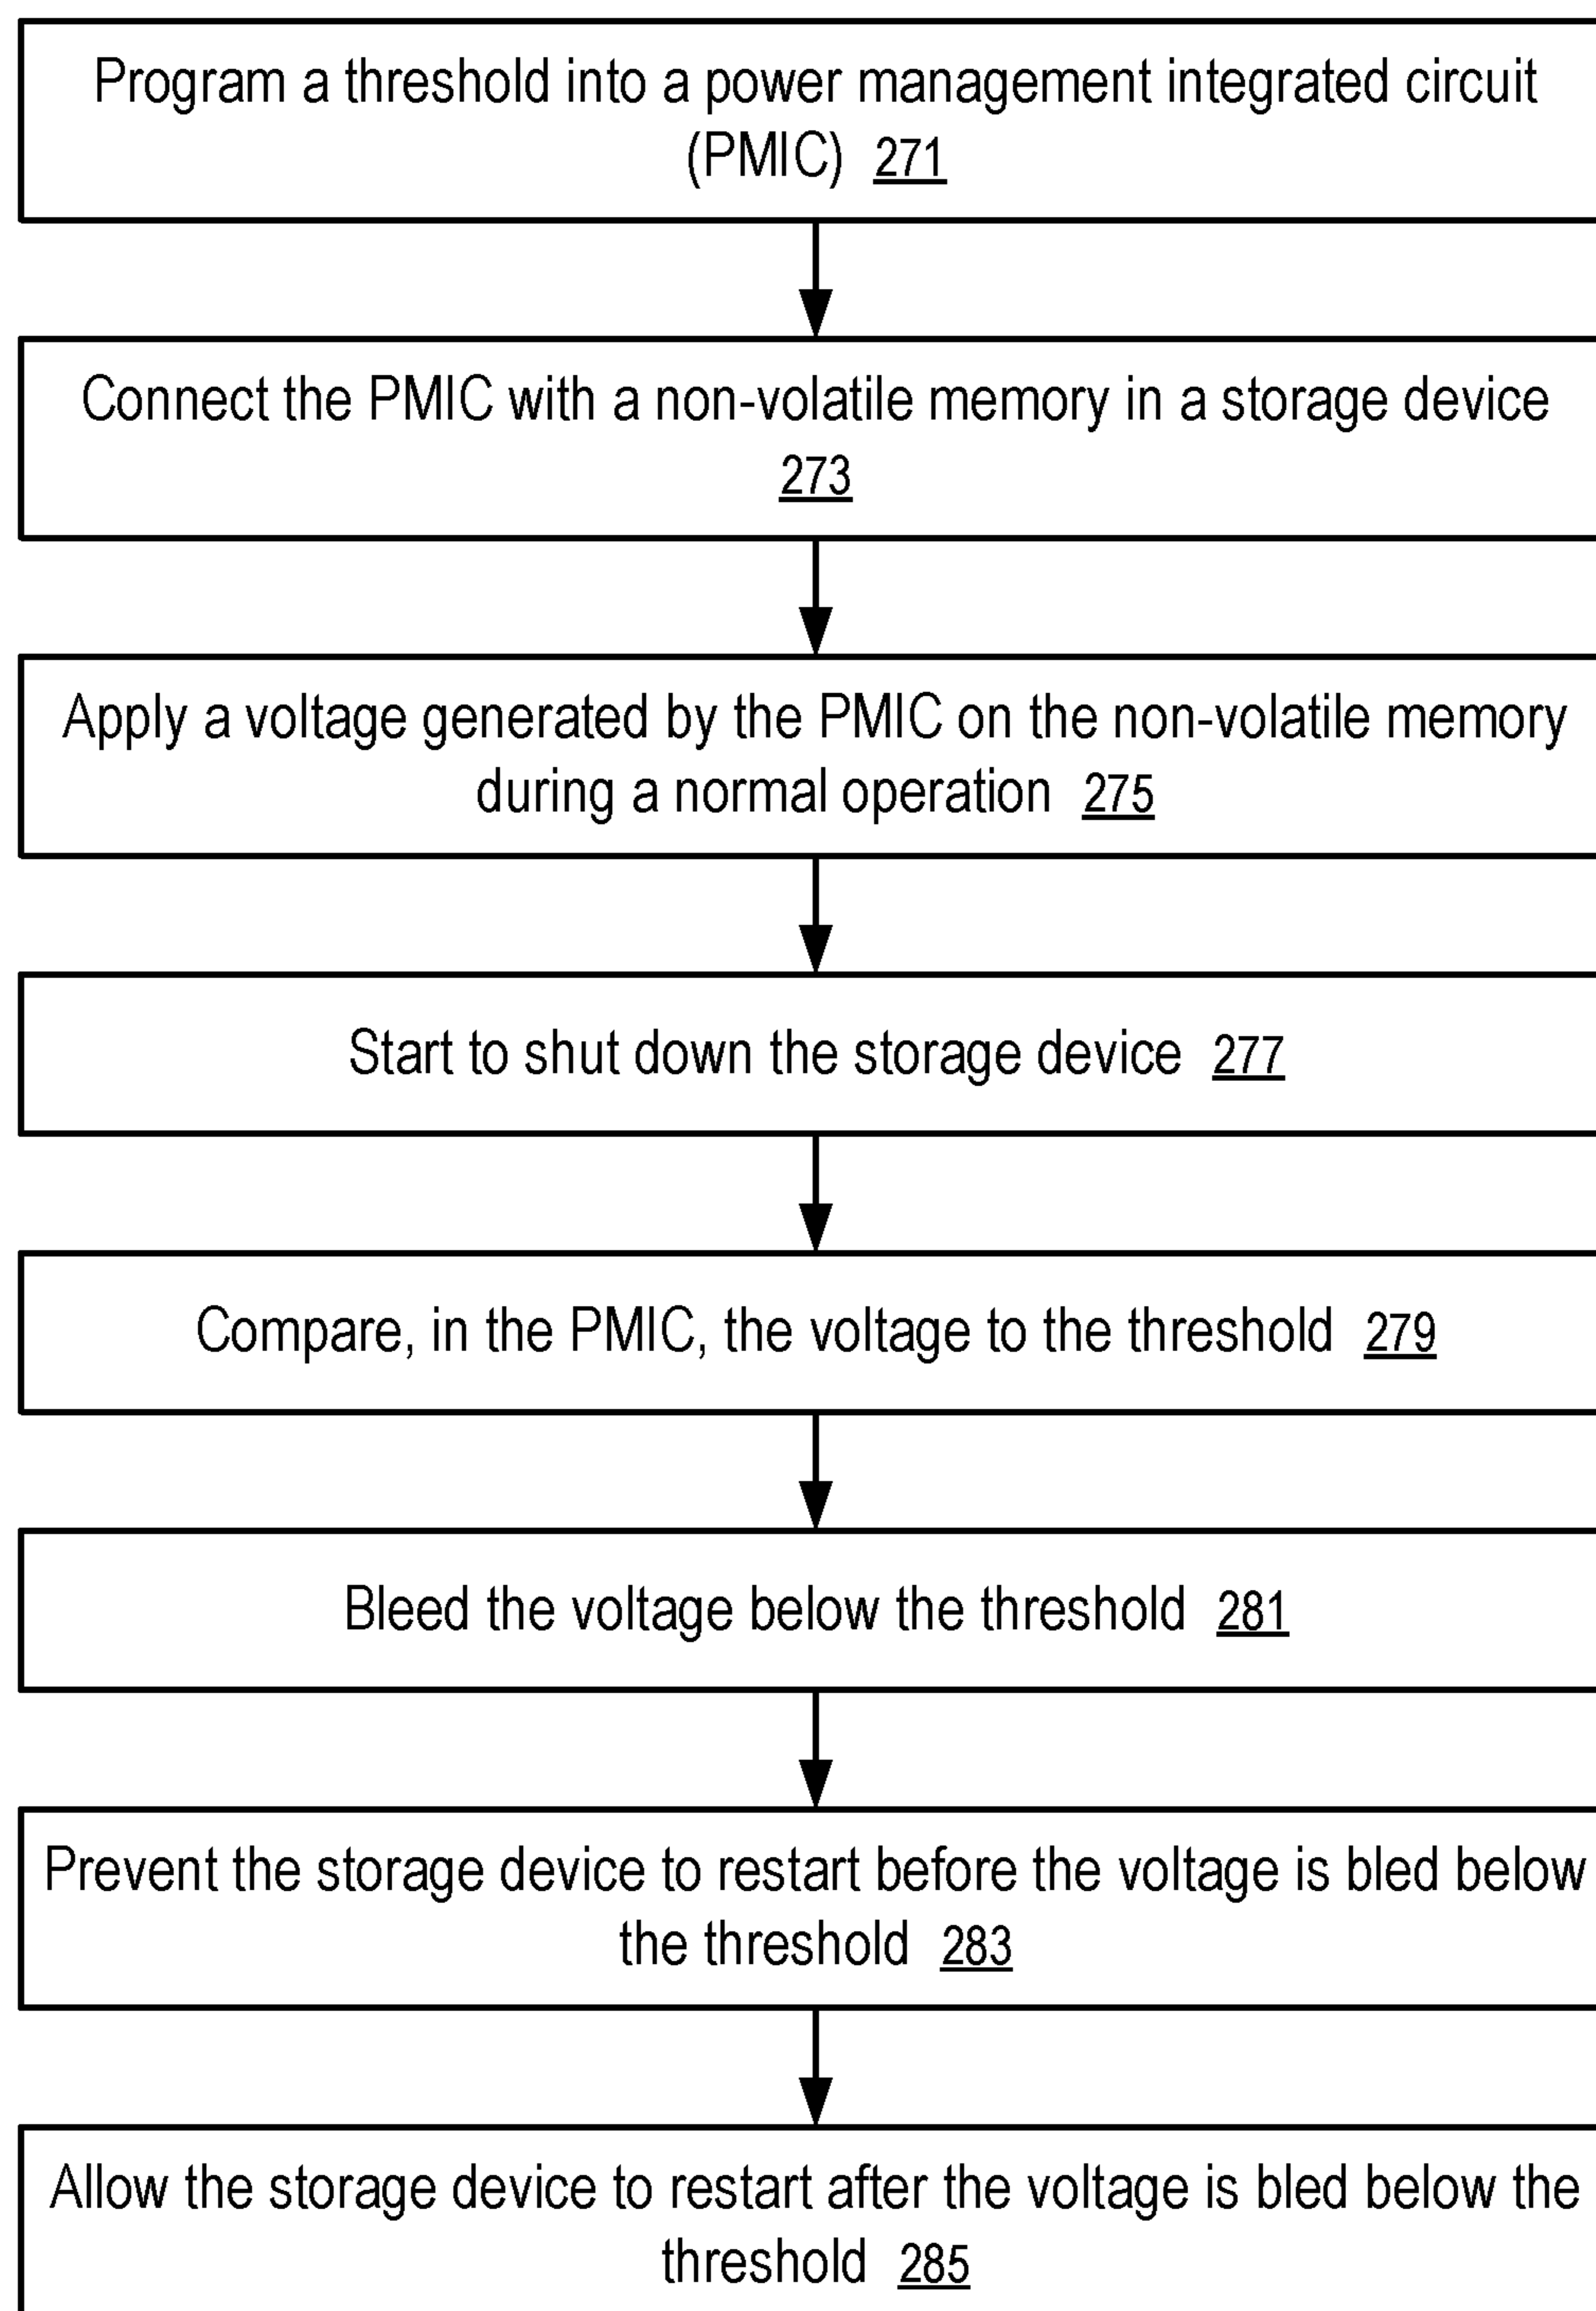 Program a threshold into a power management integrated circuit
(PMIC) 271
Connect the PMIC with a non-volatile memory in a storage device
273
Apply a voltage generated by the PMIC on the non-volatile memory
during a normal operation 275
Start to shut down the storage device 277
Compare, in the PMIC, the voltage to the threshold 279
Bleed the voltage below the threshold 281
Prevent the storage device to restart before the voltage is bled below
the threshold 283
Allow the storage device to restart after the voltage is bled below the
threshold 285